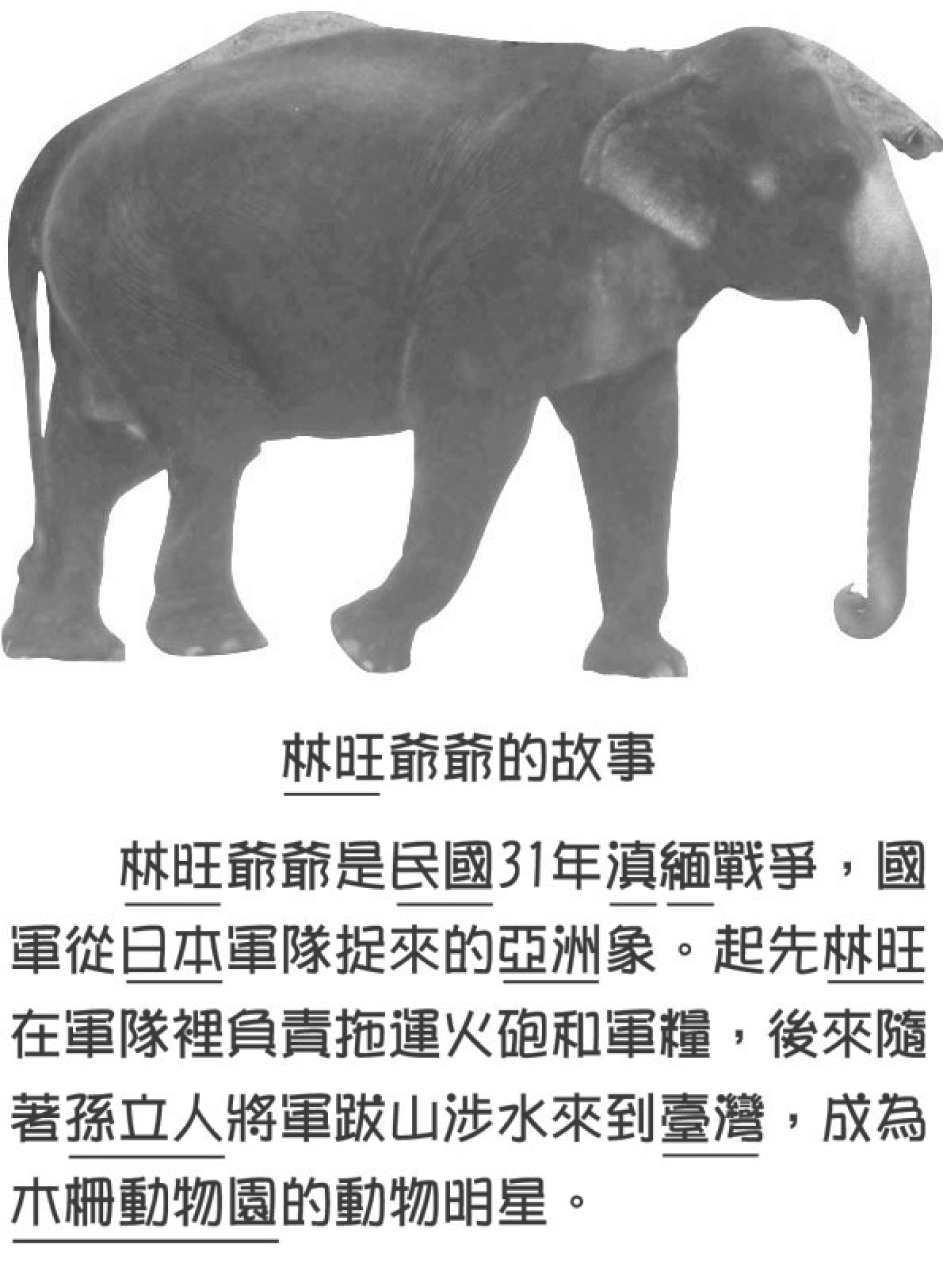 林旺爺爺的故事
林旺爺爺是民國31年滇緬戰爭，國
軍從日本軍隊捉來的亞洲象。起先林旺
在軍隊裡負責拖運火砲和軍糧，後來隨
著孫立人將軍跋山涉水來到臺灣，成為
木柵動物園的動物明星。